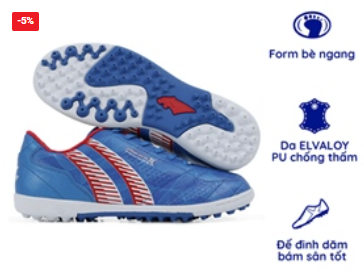 -5%
Form bè ngang
Da ELVALOY
PU chống thấm
Đế đinh dăm
bám sân tốt